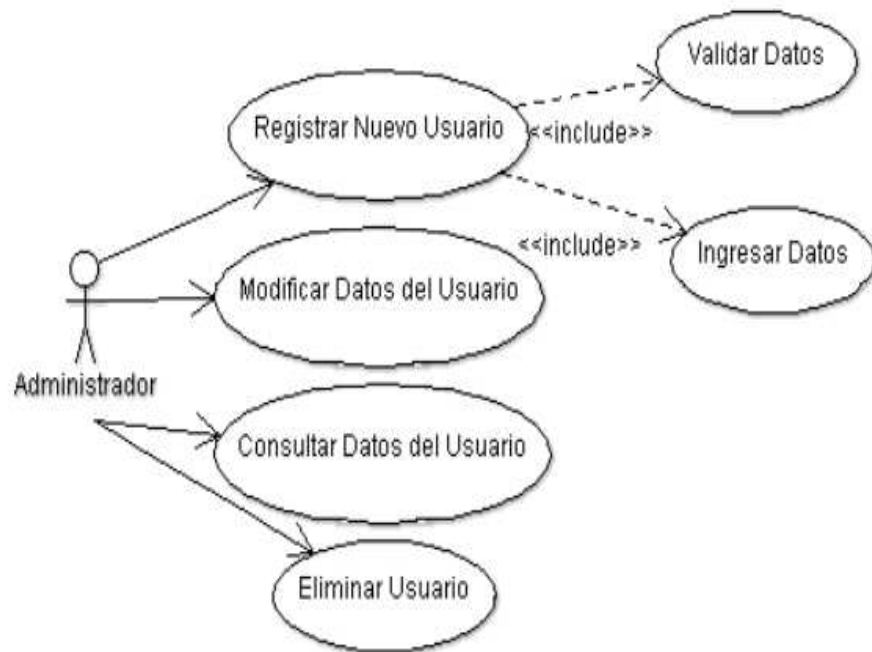 Validar Datos
Registrar Nuevo Usuario
<<include>>
<<include>>
Ingresar Datos
Modificar Datos del Usuario
Administrador
Consultar Datos del Usuario
Eliminar Usuario